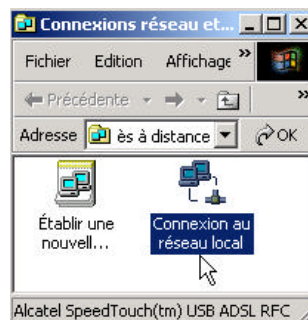 Connexions réseau et...
Fichier Edition Affichage »
Précédente »
Adresse ès à distance OK
Établir une nouvell...
Connexion au réseau local
Alcatel SpeedTouch(tm) USB ADSL RFC